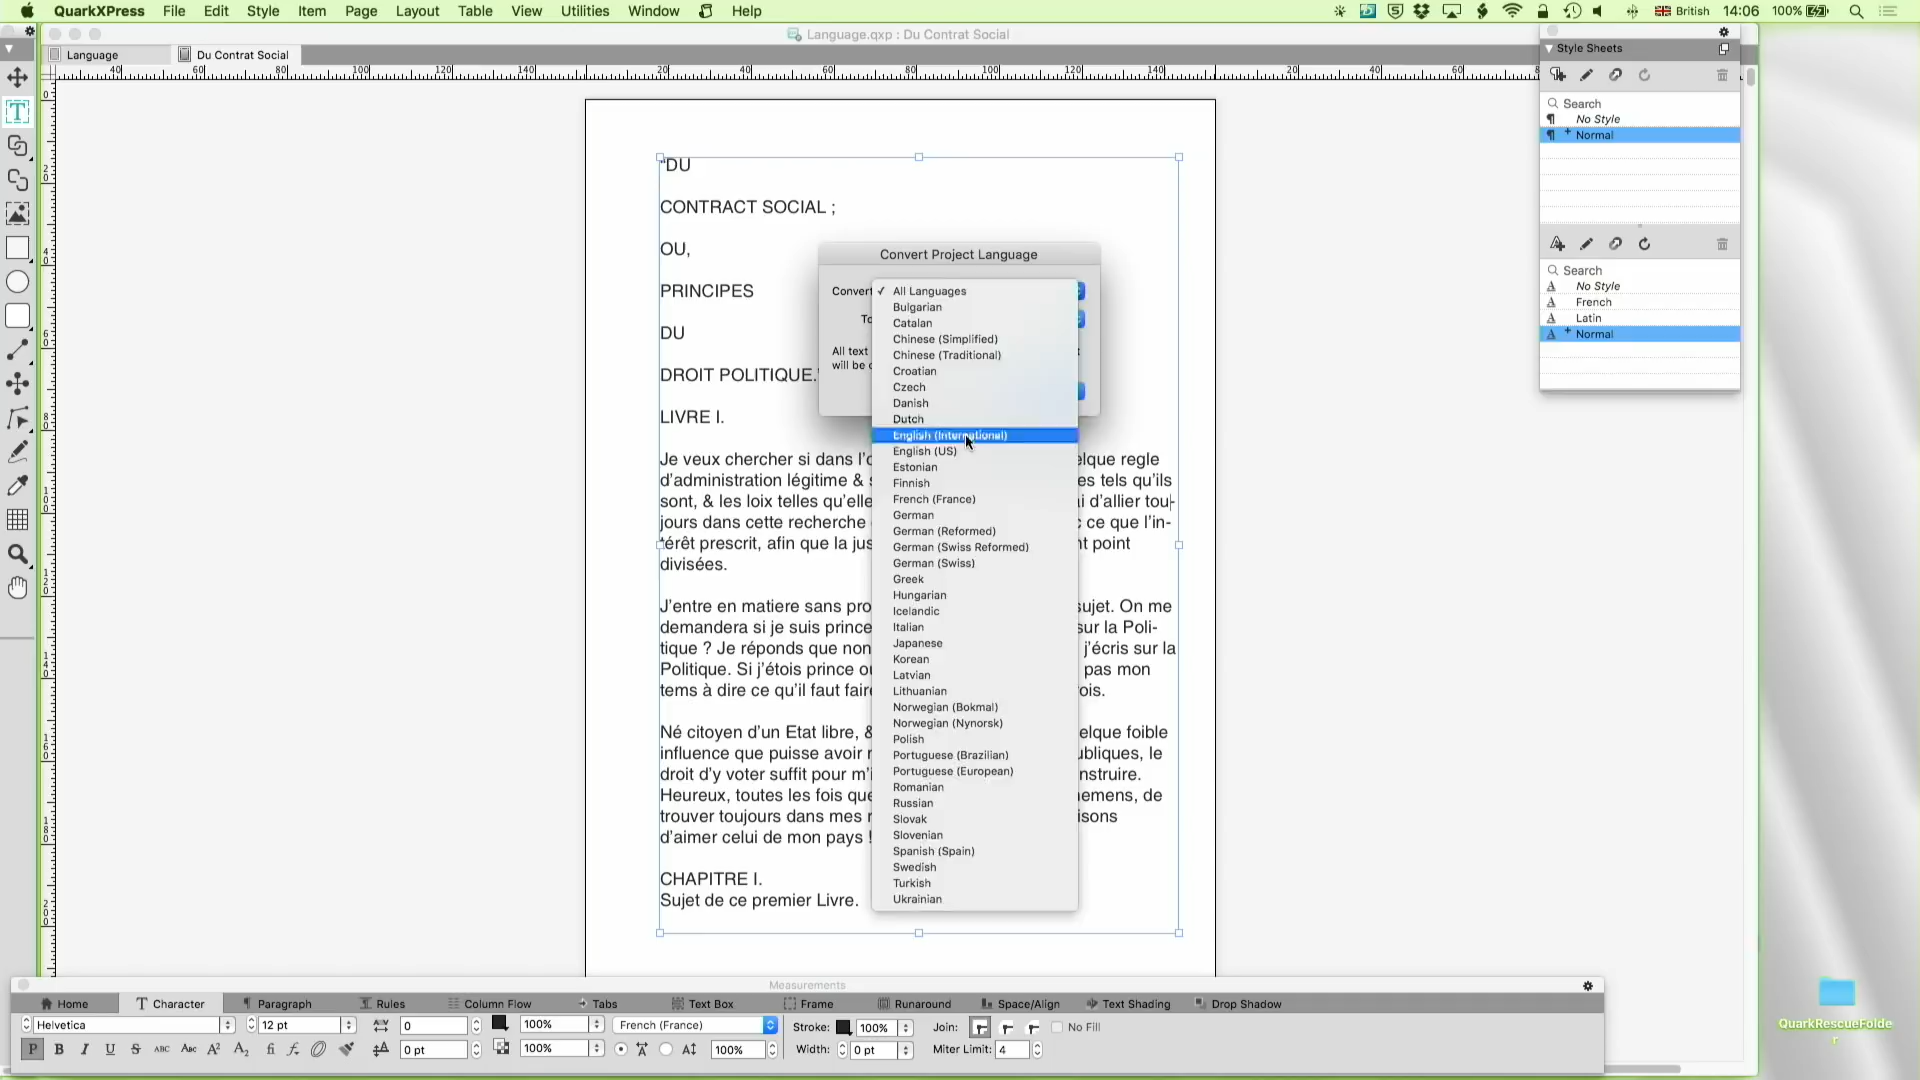 QuarkXPress File Edit Style Item Page Layout Table View Utilities Window Help
British 14:06 100%
Language.qxp : Du Contrat Social
Language
Du Contrat Social
"DU
CONTRACT SOCIAL ;
OU,
PRINCIPES
DU
DROIT POLITIQUE.
LIVRE I.
Je veux chercher si dans l'o elque regle
d'administration légitime & s es tels qu'ils
sont, & les loix telles qu'elle i d'allier tou-
jours dans cette recherche ce que l'in-
térêt prescrit, afin que la jus nt point
divisées.
J'entre en matiere sans pro sujet. On me
demandera si je suis prince sur la Poli-
tique ? Je réponds que non j'écris sur la
Politique. Si j'étois prince ou pas mon
tems à dire ce qu'il faut faire ois.
Né citoyen d'un Etat libre, & elque foible
influence que puisse avoir ubliques, le
droit d'y voter suffit pour m'i nstruire.
Heureux, toutes les fois que emens, de
trouver toujours dans mes isons
d'aimer celui de mon pays !
CHAPITRE I.
Sujet de ce premier Livre.
Convert Project Language
Convert
To
All text
will be
✓ All Languages
Bulgarian
Catalan
Chinese (Simplified)
Chinese (Traditional)
Croatian
Czech
Danish
Dutch
English (International)
English (US)
Estonian
Finnish
French (France)
German
German (Reformed)
German (Swiss Reformed)
German (Swiss)
Greek
Hungarian
Icelandic
Italian
Japanese
Korean
Latvian
Lithuanian
Norwegian (Bokmal)
Norwegian (Nynorsk)
Polish
Portuguese (Brazilian)
Portuguese (European)
Romanian
Russian
Slovak
Slovenian
Spanish (Spain)
Swedish
Turkish
Ukrainian
Style Sheets
Search
No Style
Normal
Search
No Style
French
Latin
Normal
Measurements
Home Character Paragraph Rules Column Flow Tabs Text Box Frame Runaround Space/Align Text Shading Drop Shadow
Helvetica 12 pt 0 100% French (France) Stroke: 100% Join: No Fill
0 pt 100% 100% Width: 0 pt Miter Limit: 4
QuarkRescueFolde
r